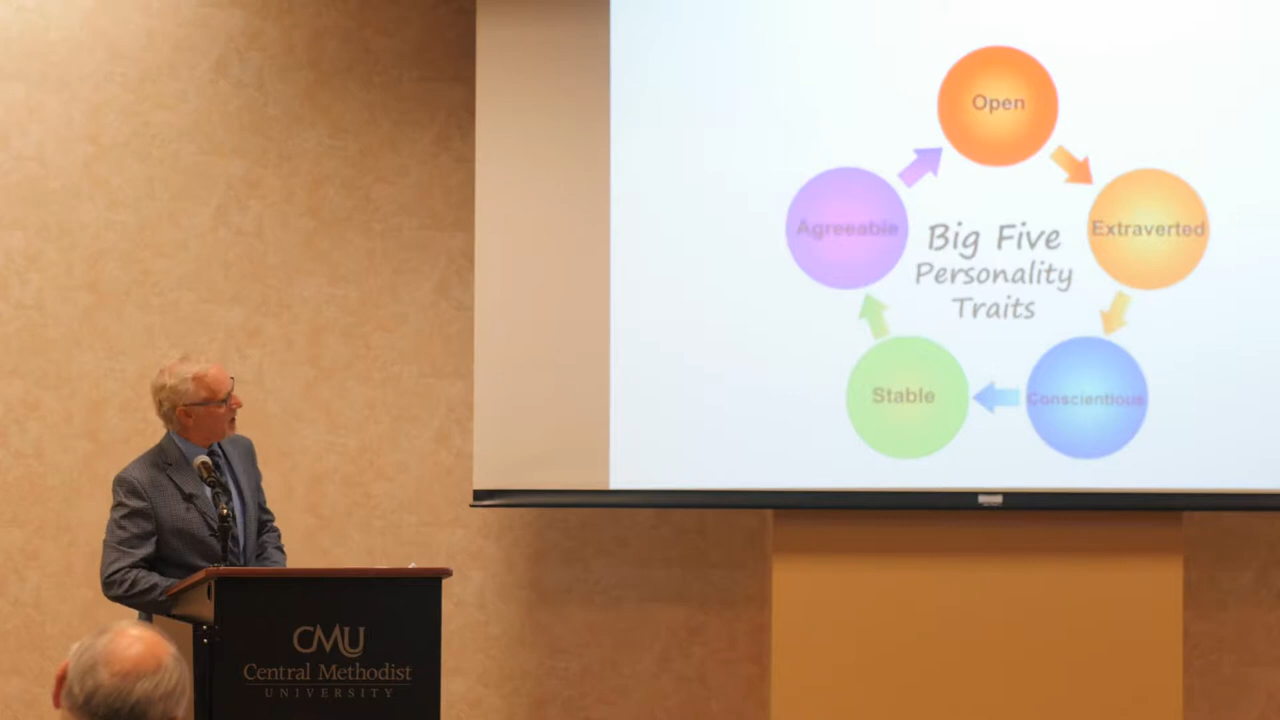 Open
Extraverted
Conscientious
Stable
Agreeable
Big Five
Personality
Traits
CMU
Central Methodist
UNIVERSITY